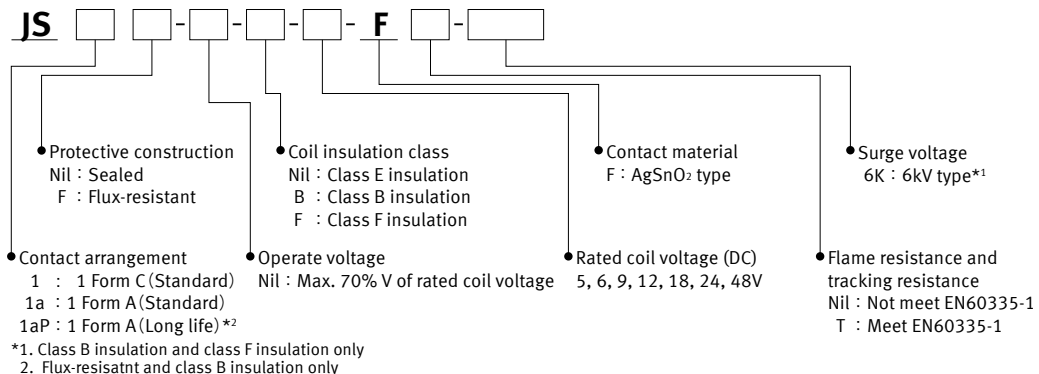 JS - - - - F -
Protective construction
Nil : Sealed
F : Flux-resistant
Coil insulation class
Nil : Class E insulation
B : Class B insulation
F : Class F insulation
Contact material
F : AgSnO2 type
Surge voltage
6K : 6kV type*1
Contact arrangement
1 : 1 Form C (Standard)
1a : 1 Form A (Standard)
1aP : 1 Form A (Long life) *2
Operate voltage
Nil : Max. 70% V of rated coil voltage
Rated coil voltage (DC)
5, 6, 9, 12, 18, 24, 48V
Flame resistance and
tracking resistance
Nil : Not meet EN60335-1
T : Meet EN60335-1
*1. Class B insulation and class F insulation only
2. Flux-resisatnt and class B insulation only